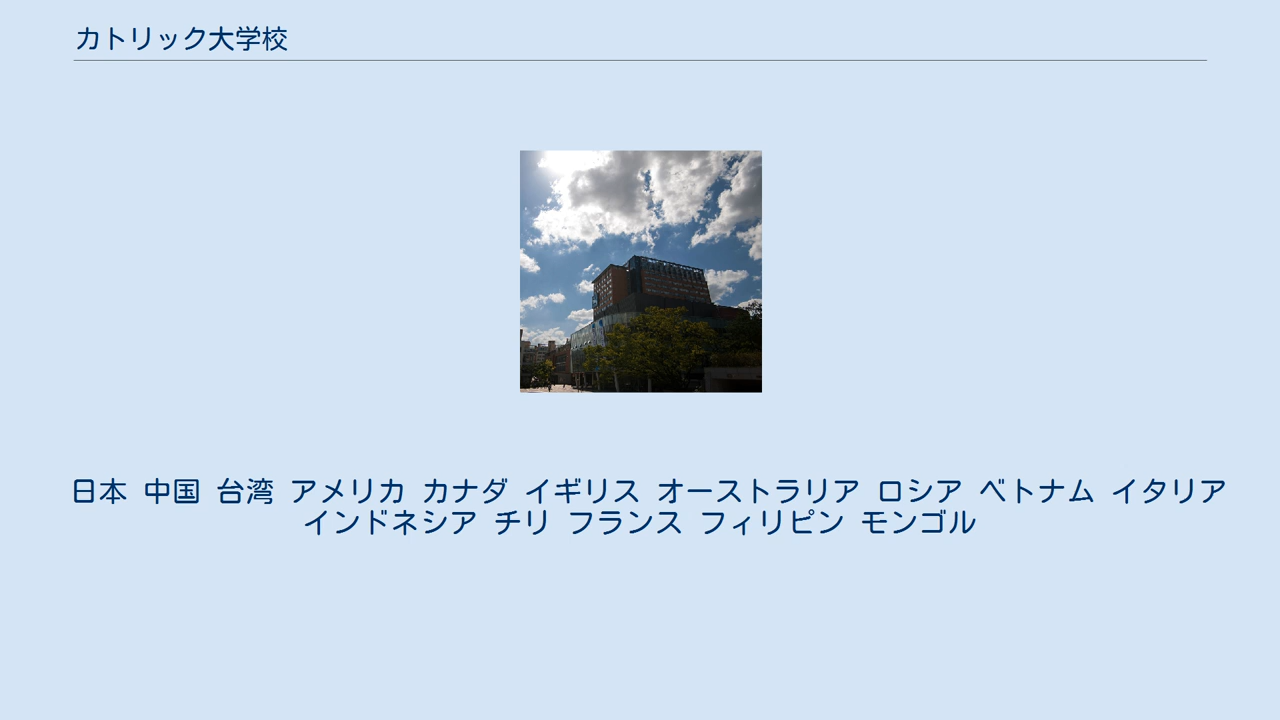 カトリック大学校
日本 中国 台湾 アメリカ カナダ イギリス オーストラリア ロシア ベトナム イタリア
インドネシア チリ フランス フィリピン モンゴル